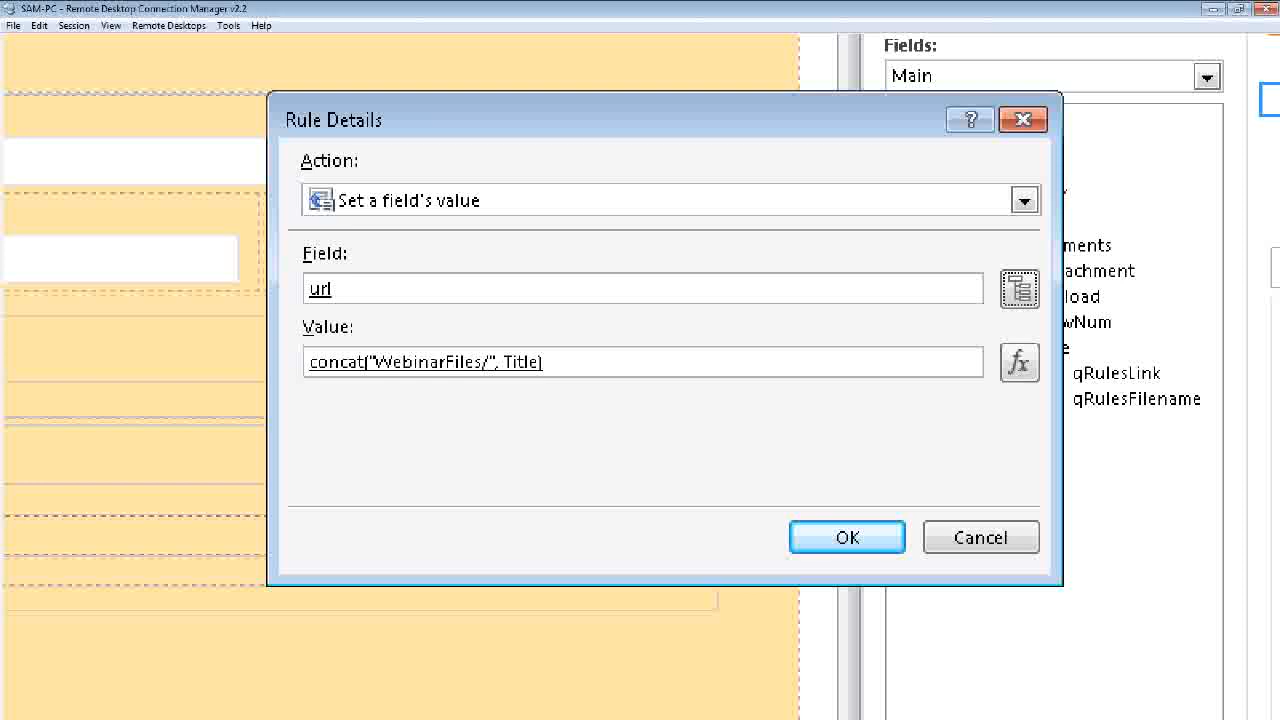 SAM-PC - Remote Desktop Connection Manager v2.2
File Edit Session View Remote Desktops Tools Help
Fields:
Main
Rule Details
?
Action:
Set a field's value
Field:
url
Value:
concat("WebinarFiles/", Title)
fx
OK Cancel
ments
achment
load
wNum
e
qRulesLink
qRulesFilename